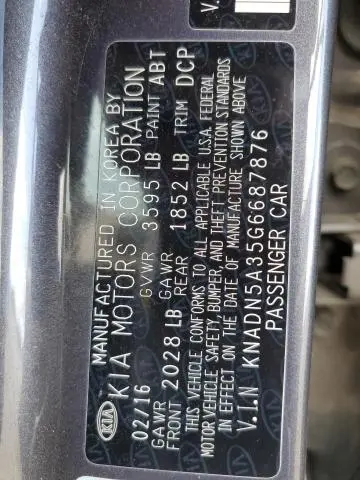 MANUFACTURED IN KOREA BY
KIA MOTORS CORPORATION
02/16 GVWR 3595 LB PAINT ABT
GAWR GAWR
FRONT 2028 LB REAR 1852 LB TRIM DCP
THIS VEHICLE CONFORMS TO ALL APPLICABLE U.S.A. FEDERAL
MOTOR VEHICLE SAFETY, BUMPER, AND THEFT PREVENTION STANDARDS
IN EFFECT ON THE DATE OF MANUFACTURE SHOWN ABOVE
V.I.N KNADN5A35G6687876
PASSENGER CAR
KIA
V.